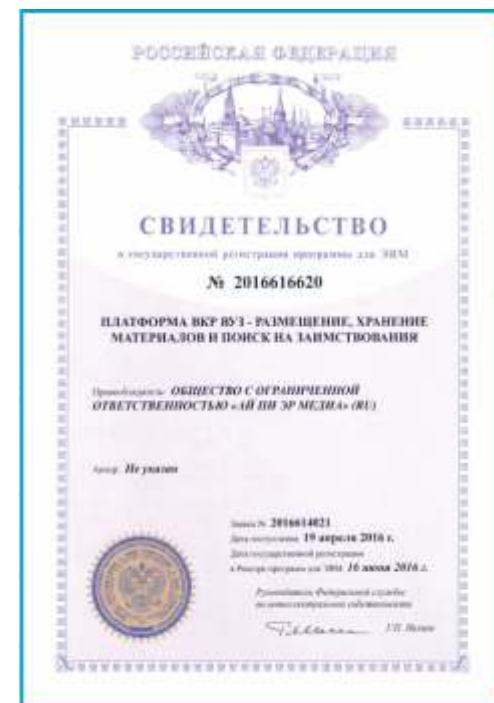 РОССИЙСКАЯ ФЕДЕРАЦИЯ
СВИДЕТЕЛЬСТВО
о государственной регистрации программы для ЭВМ
№ 2016616620
ПЛАТФОРМА ВКР ВУЗ - РАЗМЕЩЕНИЕ, ХРАНЕНИЕ
МАТЕРИАЛОВ И ПОИСК НА ЗАИМСТВОВАНИЯ
Правообладатель: ОБЩЕСТВО С ОГРАНИЧЕННОЙ
ОТВЕТСТВЕННОСТЬЮ «АЙ ПИ ЭР МЕДИА» (RU)
Автор: Не указан
Заявка № 2016614021
Дата поступления 19 апреля 2016 г.
Дата государственной регистрации
в Реестре программ для ЭВМ 16 июня 2016 г.
Руководитель Федеральной службы
по интеллектуальной собственности
Г.П. Ивлиев